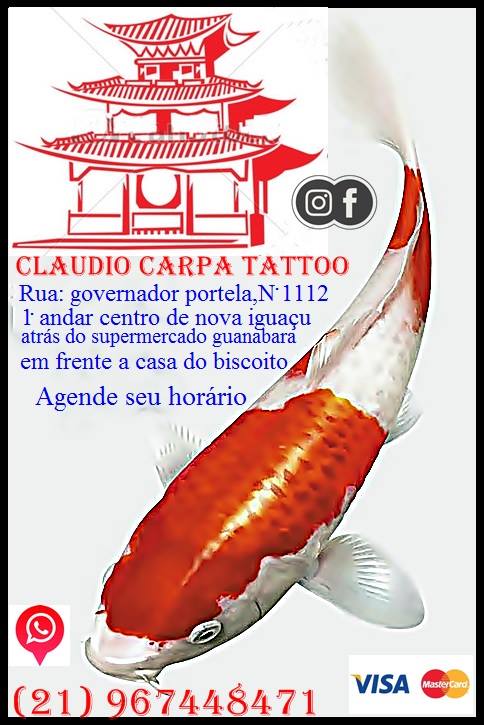 CLAUDIO CARPA TATTOO
Rua: governador portela,N·1112
1· andar centro de nova iguaçu
atrás do supermercado guanabara
em frente a casa do biscoito
Agende seu horário
(21) 967448471
VISA MasterCard